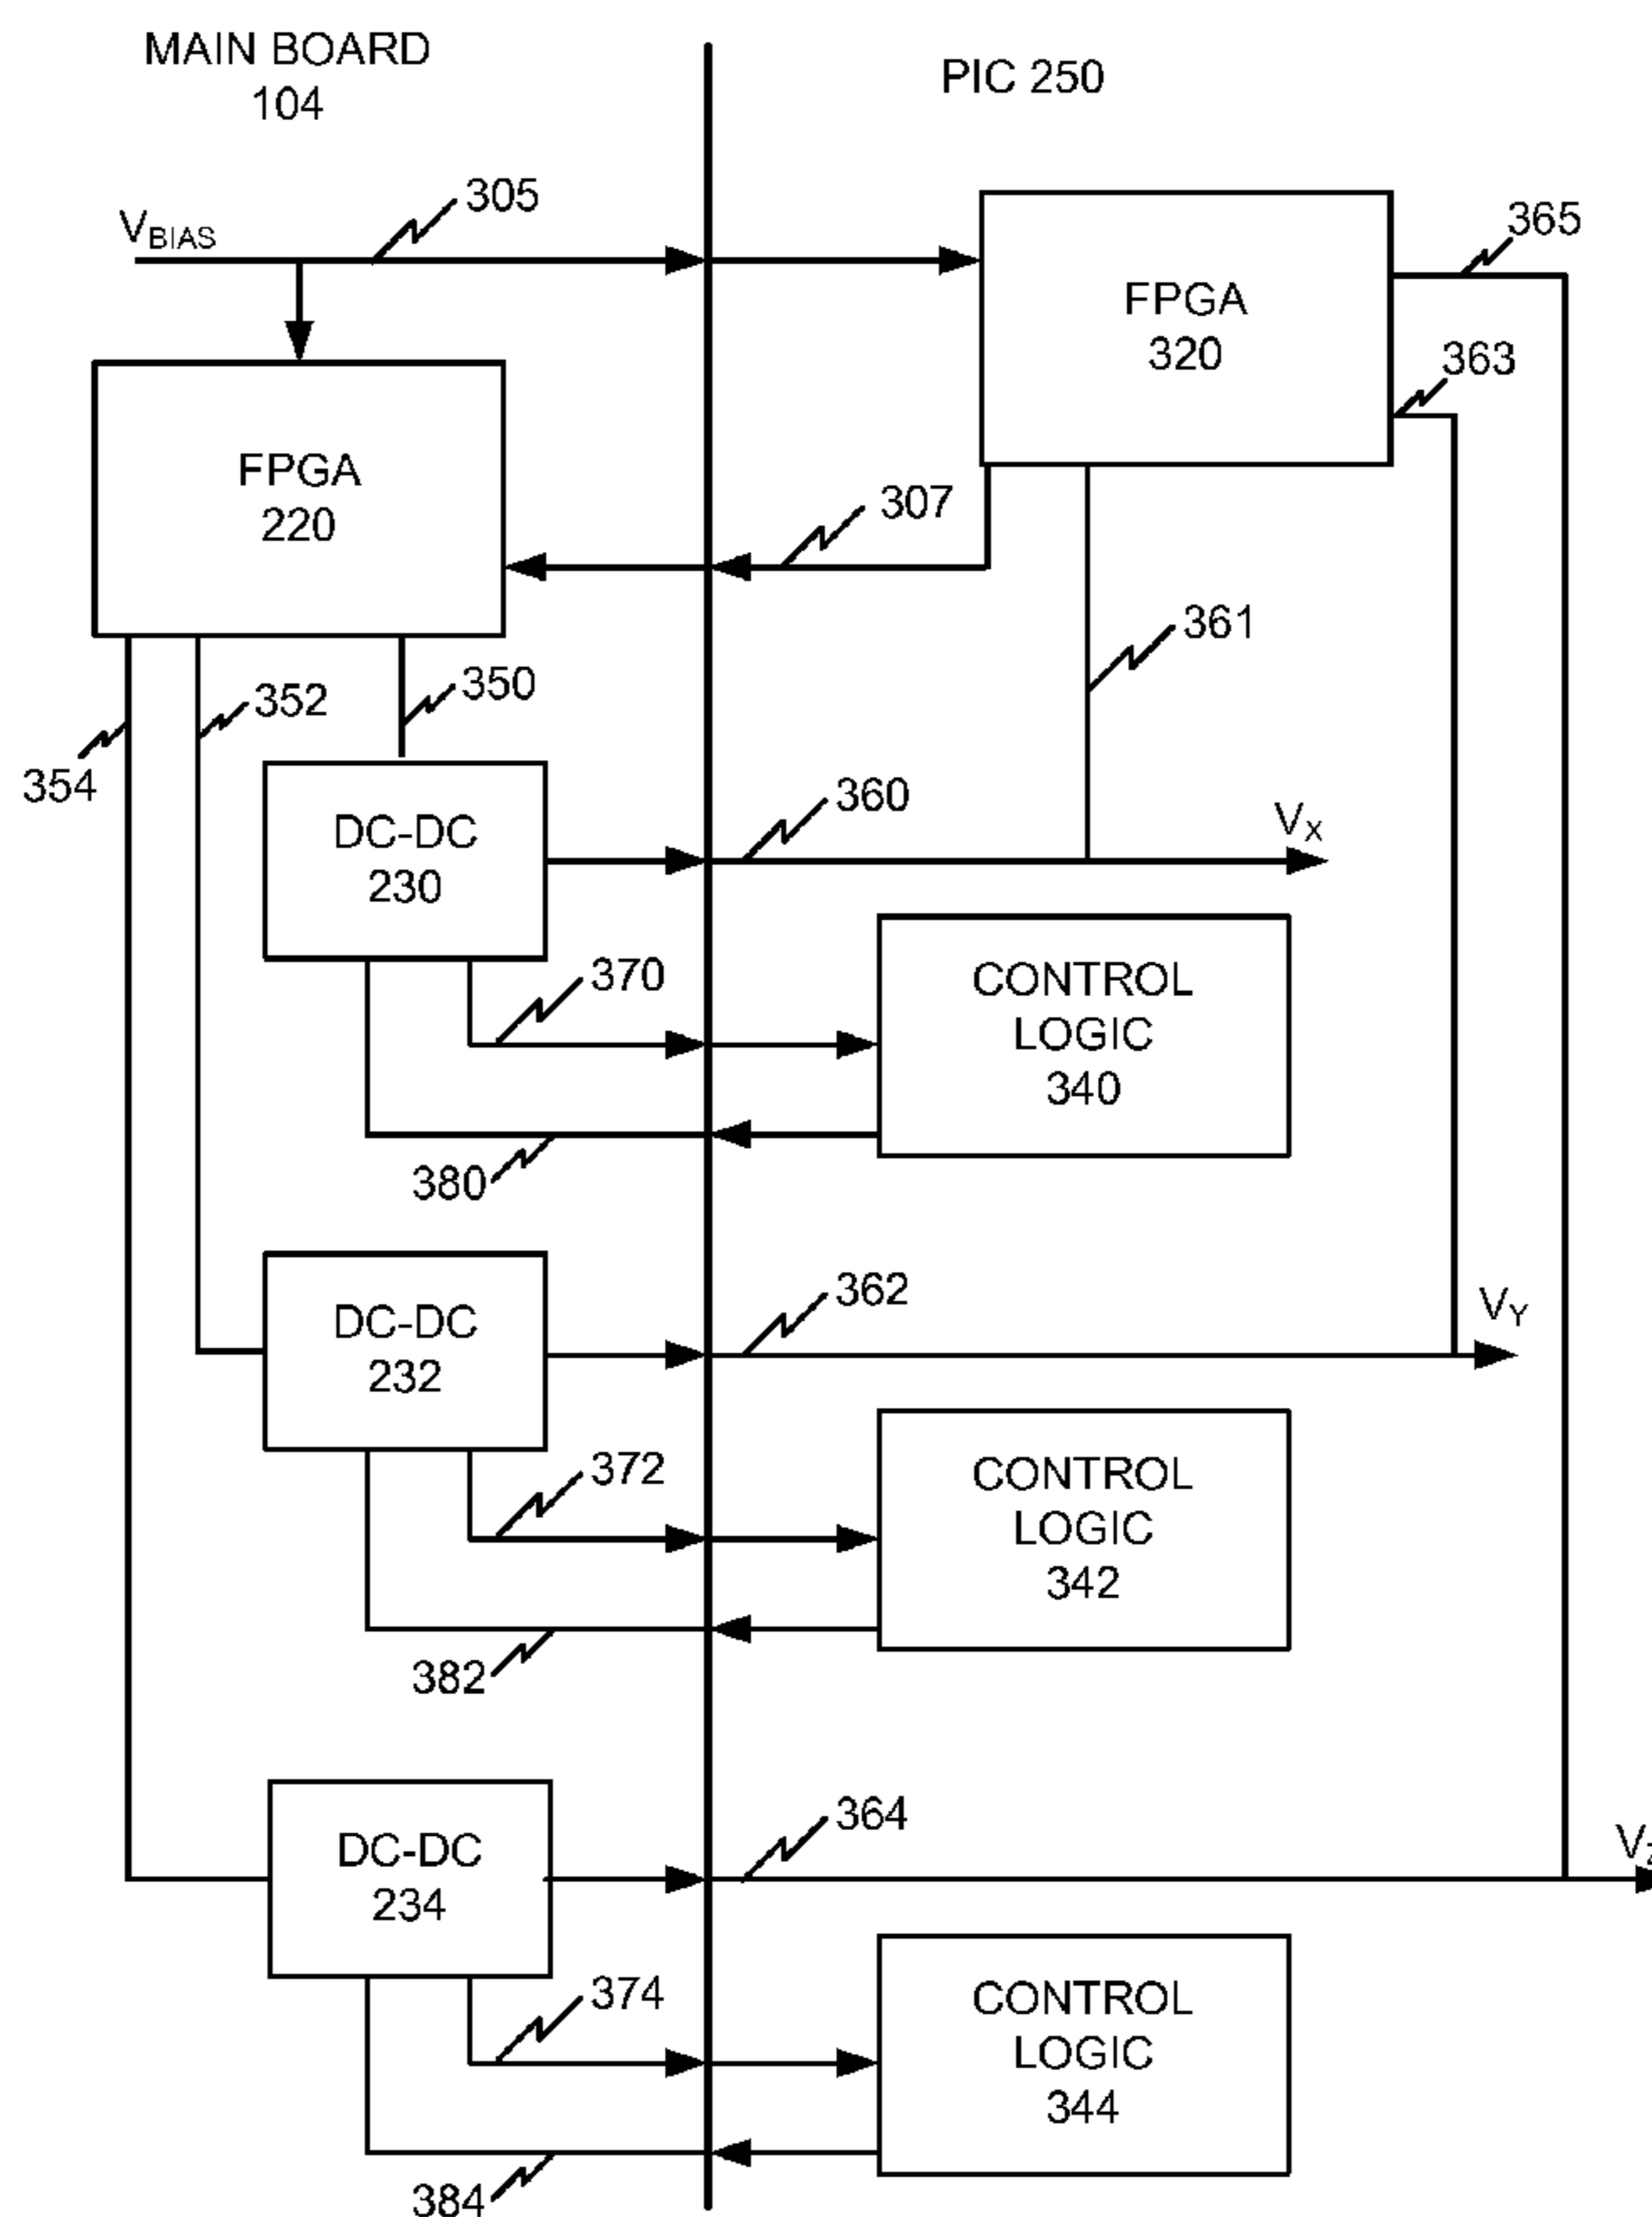 MAIN BOARD
104
PIC 250
305
VBIAS
365
FPGA
320
363
FPGA
220
307
361
350
352
354
360
DC-DC
230
VX
370
CONTROL
LOGIC
340
380
362
DC-DC
232
VY
372
CONTROL
LOGIC
342
382
364
DC-DC
234
VZ
374
CONTROL
LOGIC
344
384